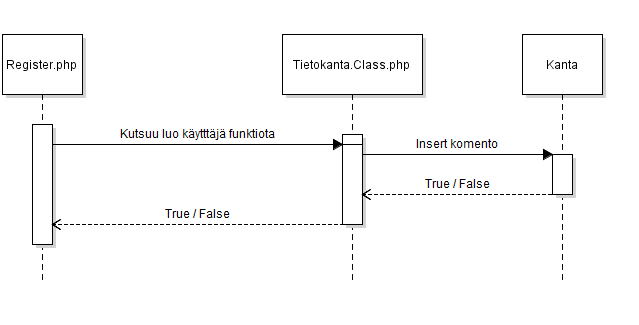 Register.php
Tietokanta.Class.php
Kanta
Kutsuu luo käytttäjä funktiota
Insert komento
True / False
True / False